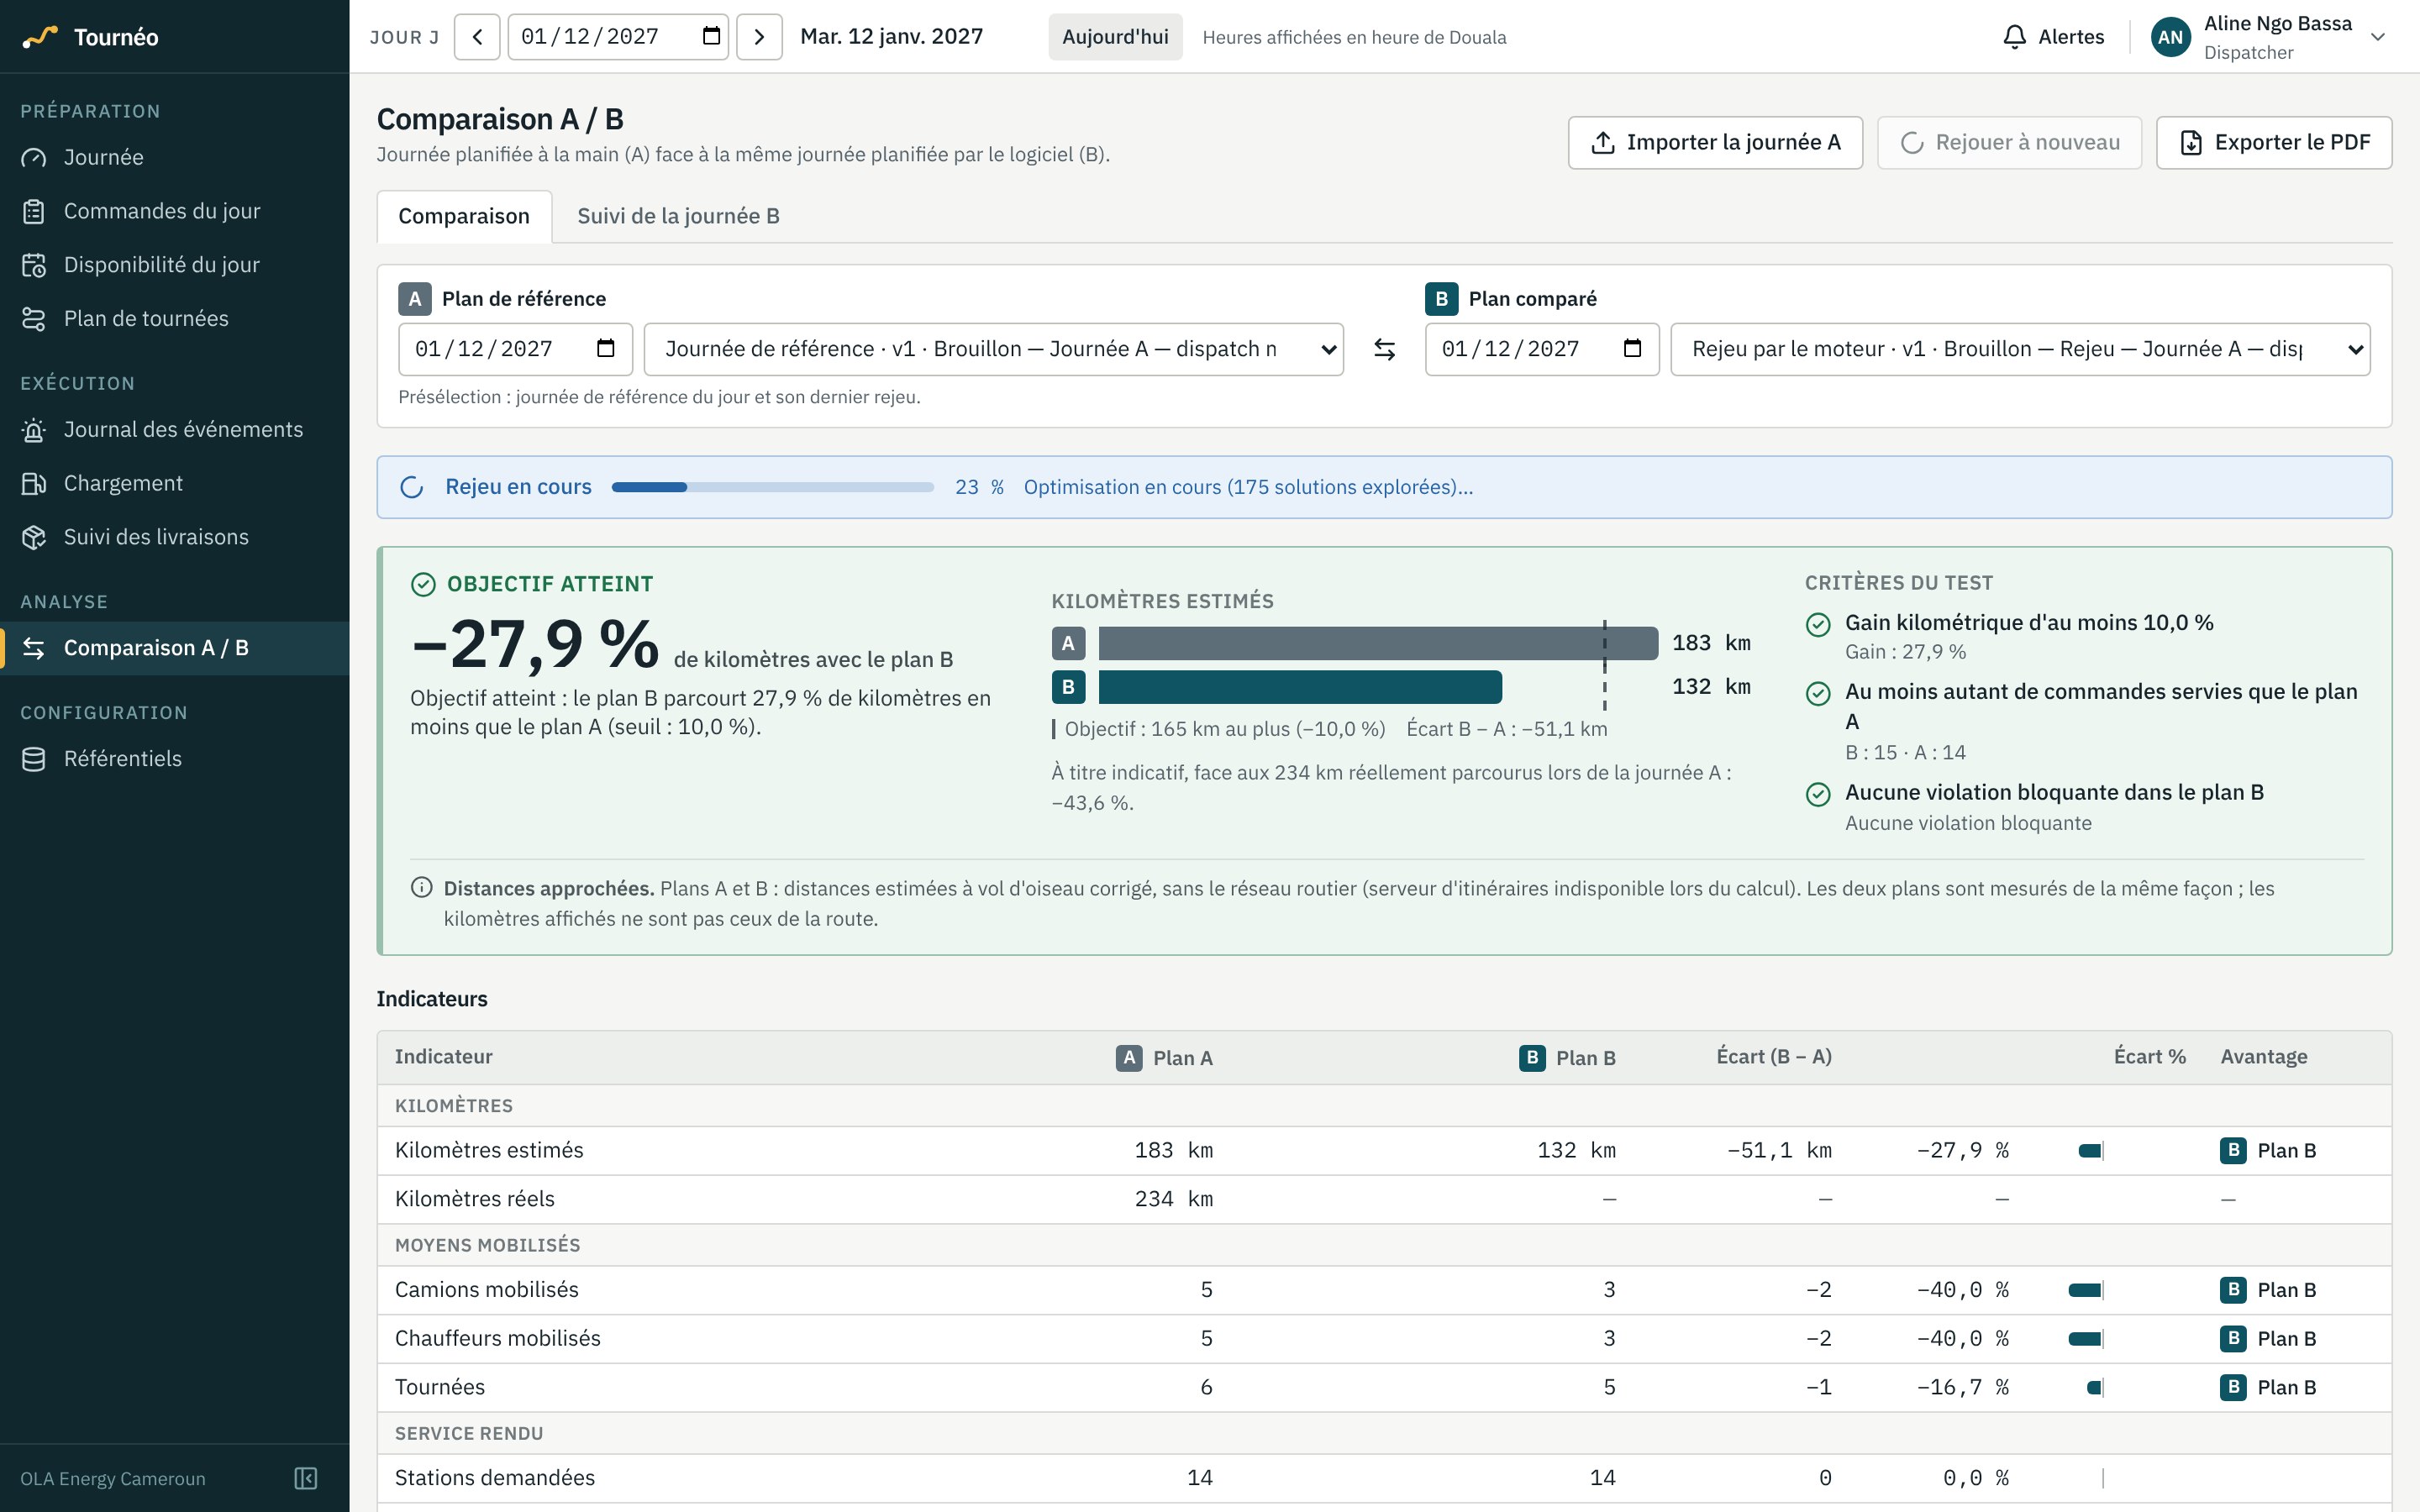 Tournéo
JOUR J
01/12/2027
Mar. 12 janv. 2027
Aujourd'hui
Heures affichées en heure de Douala
Alertes
AN
Aline Ngo Bassa
Dispatcher
PRÉPARATION
Journée
Commandes du jour
Disponibilité du jour
Plan de tournées
EXÉCUTION
Journal des événements
Chargement
Suivi des livraisons
ANALYSE
Comparaison A / B
CONFIGURATION
Référentiels
OLA Energy Cameroun
Comparaison A / B
Journée planifiée à la main (A) face à la même journée planifiée par le logiciel (B).
Importer la journée A
Rejouer à nouveau
Exporter le PDF
Comparaison
Suivi de la journée B
A Plan de référence
01/12/2027
Journée de référence · v1 · Brouillon — Journée A — dispatch
B Plan comparé
01/12/2027
Rejeu par le moteur · v1 · Brouillon — Rejeu — Journée A —
Présélection : journée de référence du jour et son dernier rejeu.
Rejeu en cours
23 %
Optimisation en cours (175 solutions explorées)…
OBJECTIF ATTEINT
−27,9 % de kilomètres avec le plan B
Objectif atteint : le plan B parcourt 27,9 % de kilomètres en
moins que le plan A (seuil : 10,0 %).
KILOMÈTRES ESTIMÉS
A 183 km
B 132 km
Objectif : 165 km au plus (−10,0 %) Écart B − A : −51,1 km
À titre indicatif, face aux 234 km réellement parcourus lors de la journée A :
−43,6 %.
CRITÈRES DU TEST
Gain kilométrique d'au moins 10,0 %
Gain : 27,9 %
Au moins autant de commandes servies que le plan
A
B : 15 · A : 14
Aucune violation bloquante dans le plan B
Aucune violation bloquante
Distances approchées. Plans A et B : distances estimées à vol d'oiseau corrigé, sans le réseau routier (serveur d'itinéraires indisponible lors du calcul). Les deux plans sont mesurés de la même façon ; les
kilomètres affichés ne sont pas ceux de la route.
Indicateurs
Indicateur A Plan A B Plan B Écart (B − A) Écart % Avantage
KILOMÈTRES
Kilomètres estimés 183 km 132 km −51,1 km −27,9 % B Plan B
Kilomètres réels 234 km — — — —
MOYENS MOBILISÉS
Camions mobilisés 5 3 −2 −40,0 % B Plan B
Chauffeurs mobilisés 5 3 −2 −40,0 % B Plan B
Tournées 6 5 −1 −16,7 % B Plan B
SERVICE RENDU
Stations demandées 14 14 0 0,0 %